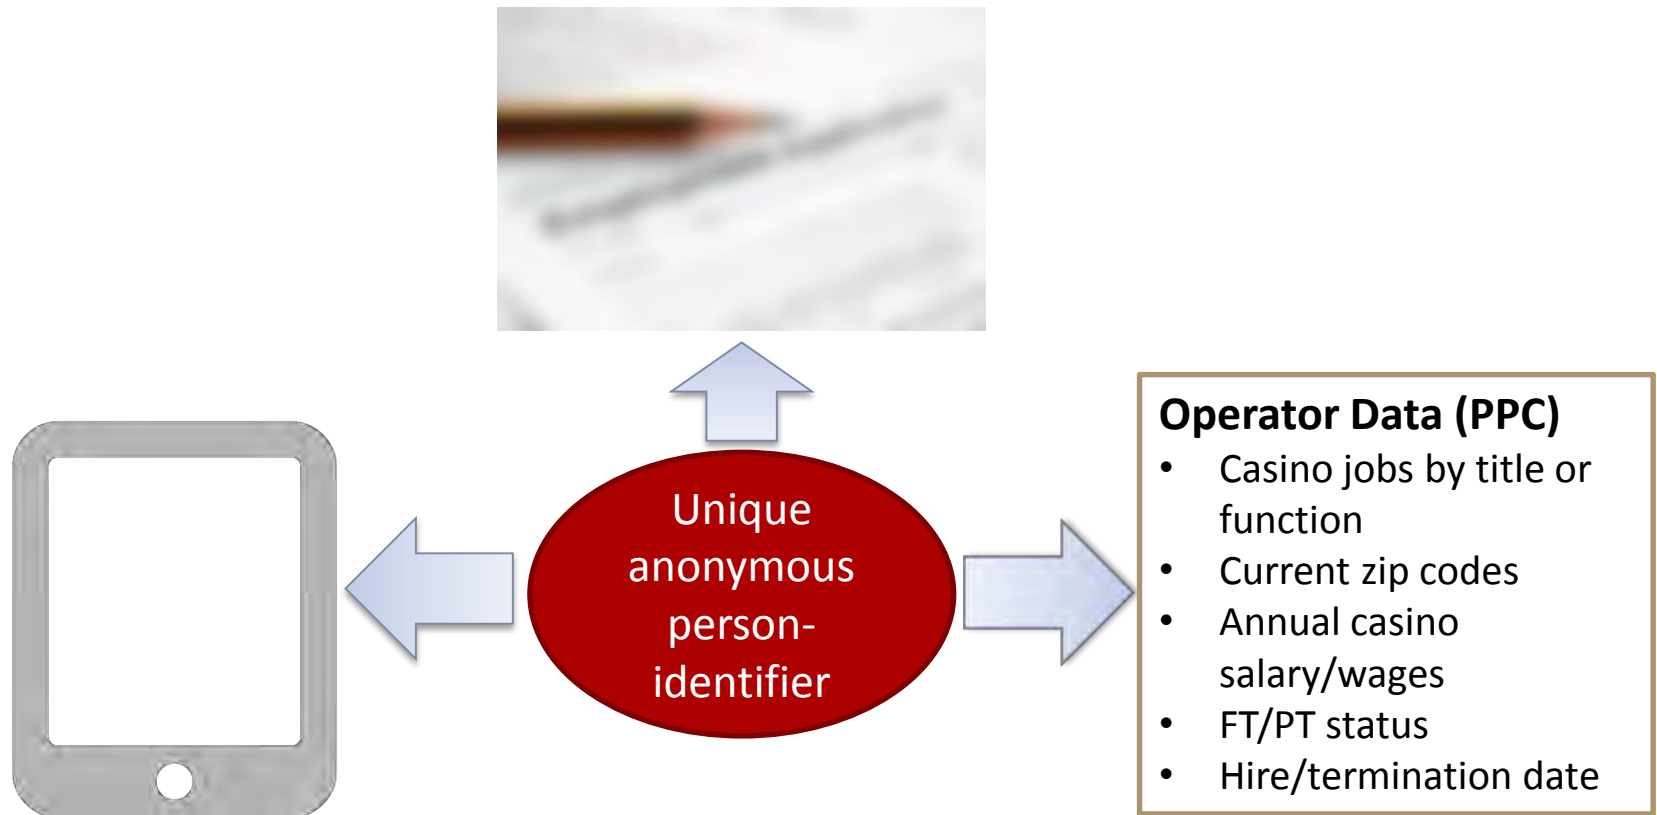 Unique
anonymous
person-
identifier
Operator Data (PPC)
• Casino jobs by title or
function
• Current zip codes
• Annual casino
salary/wages
• FT/PT status
• Hire/termination date